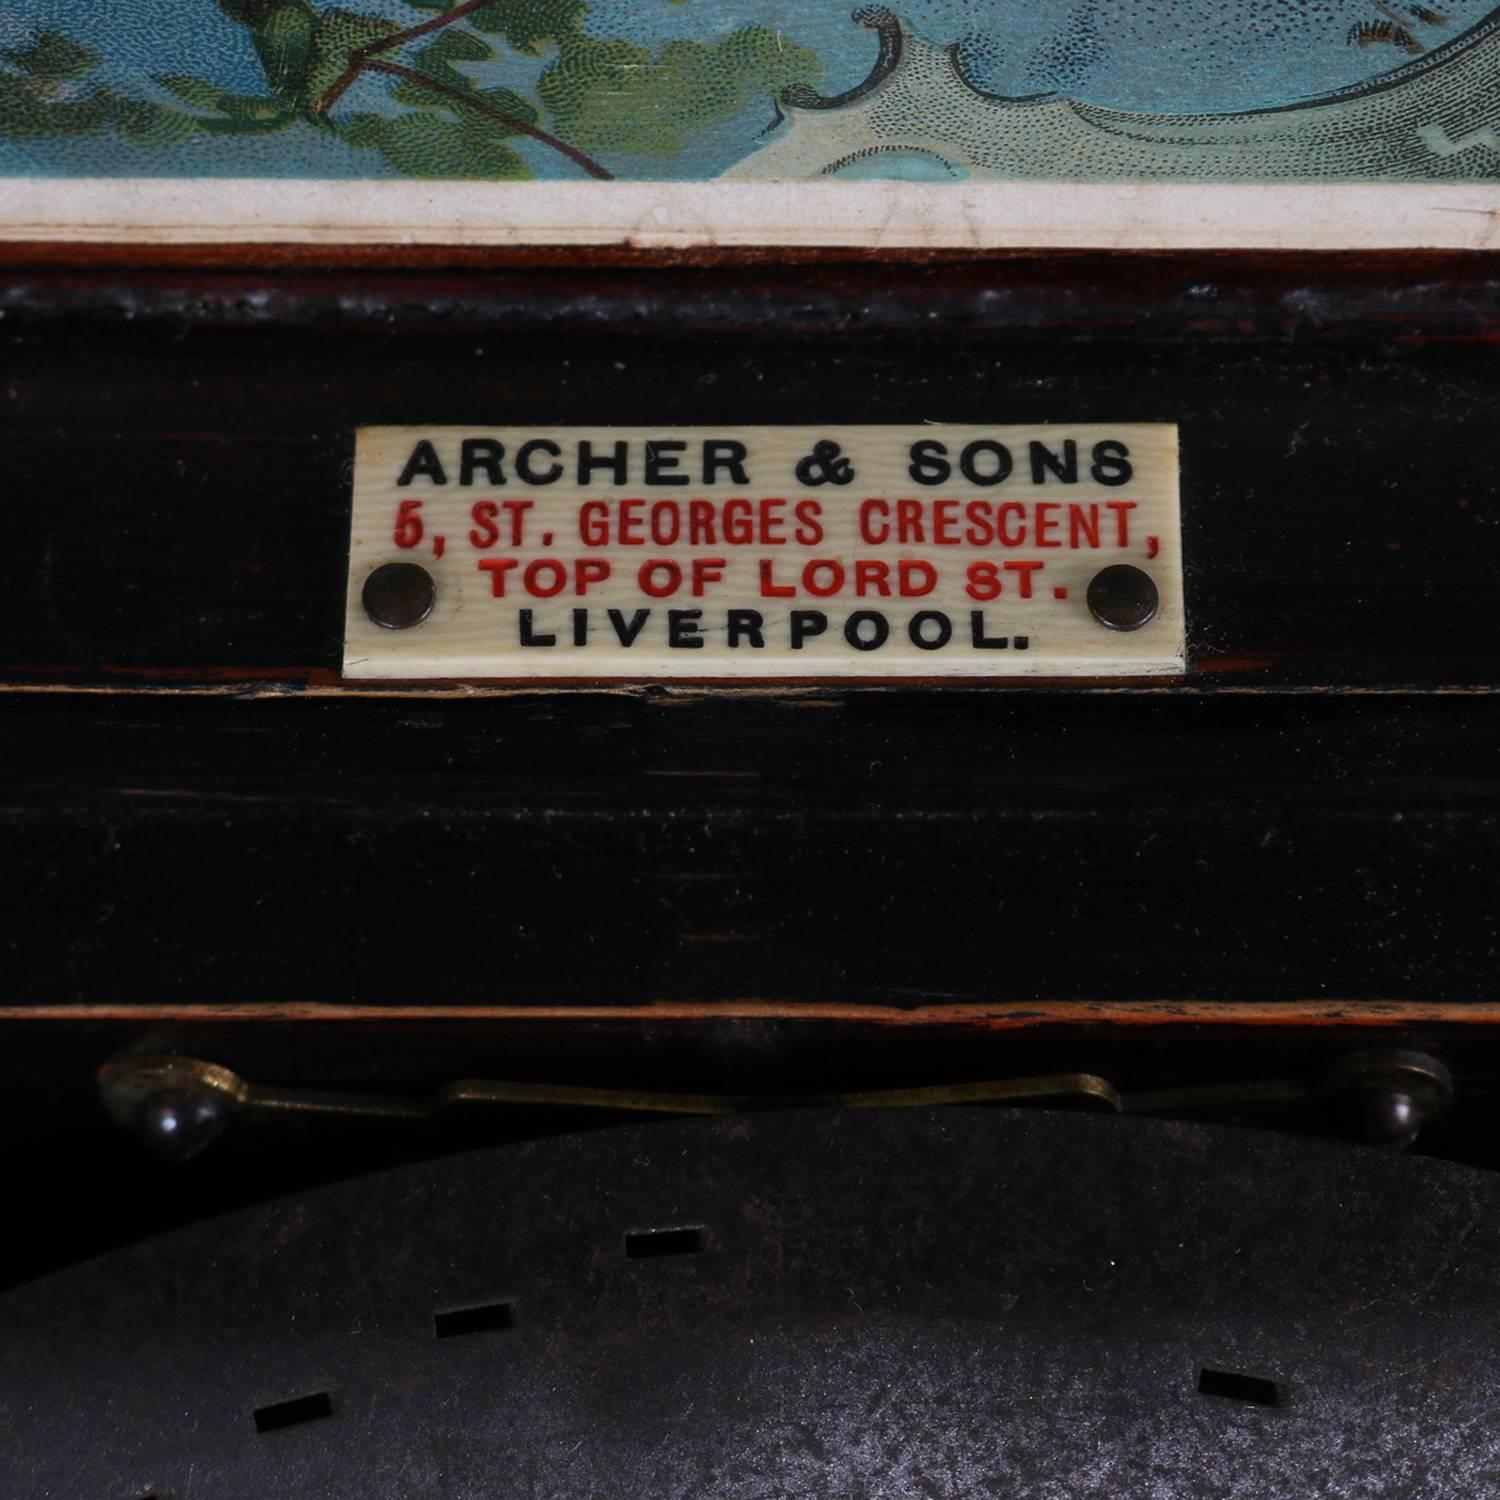 ARCHER & SONS
5, ST. GEORGES CRESCENT,
TOP OF LORD ST.
LIVERPOOL.